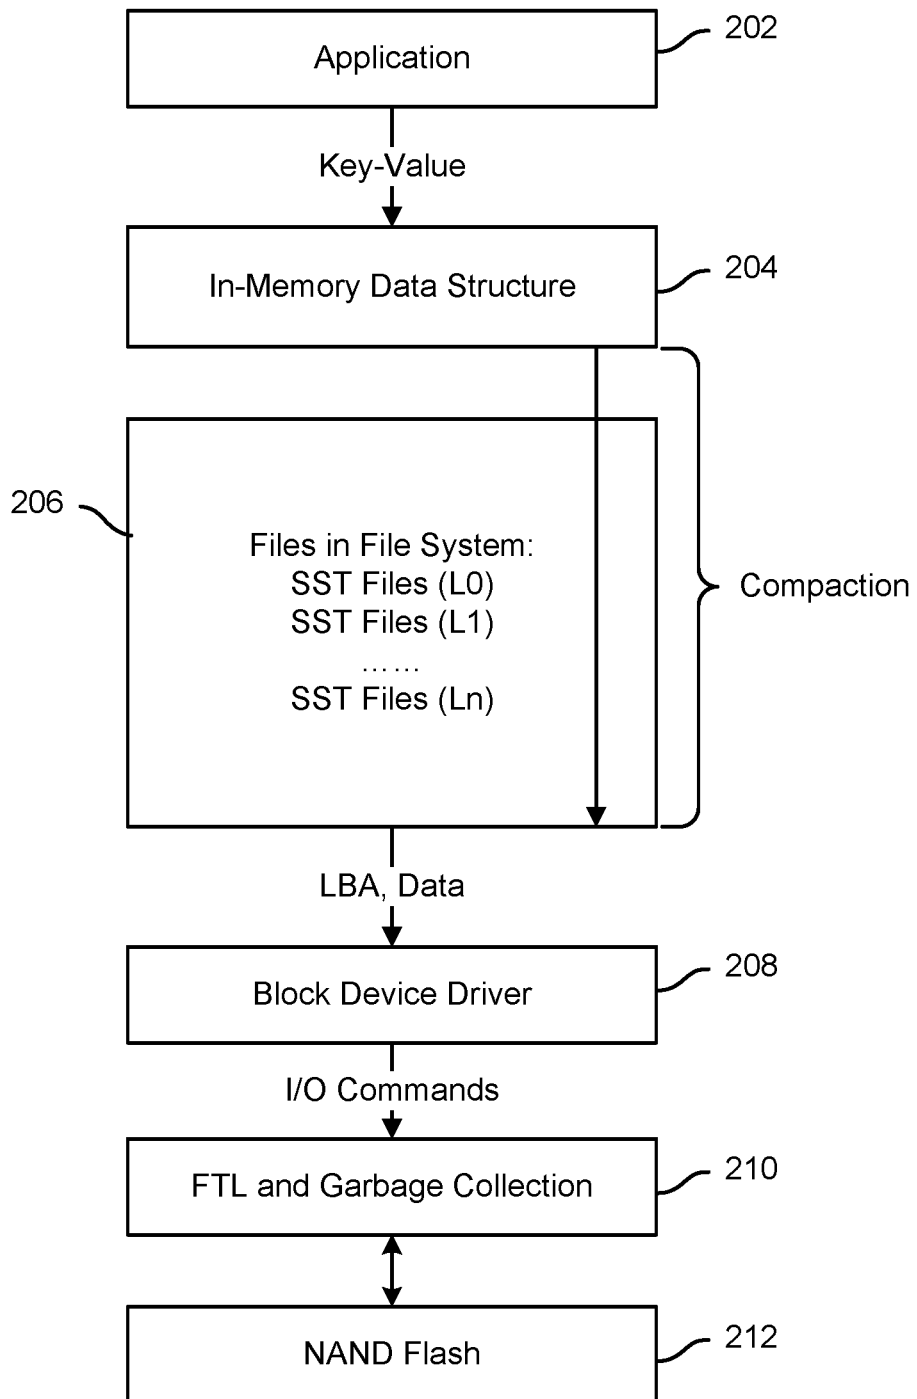 Application
202
Key-Value
In-Memory Data Structure
204
206
Files in File System:
SST Files (L0)
SST Files (L1)
... ...
SST Files (Ln)
Compaction
LBA, Data
Block Device Driver
208
I/O Commands
FTL and Garbage Collection
210
NAND Flash
212